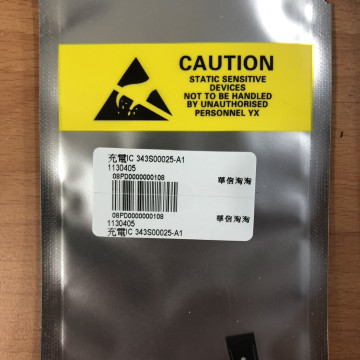 CAUTION
STATIC SENSITIVE
DEVICES
NOT TO BE HANDLED
BY UNAUTHORISED
PERSONNEL YX
充電IC 343S00025-A1
1130405
08PD0000000108
華信淘淘
08PD0000000108
華信淘淘
1130405
充電IC 343S00025-A1